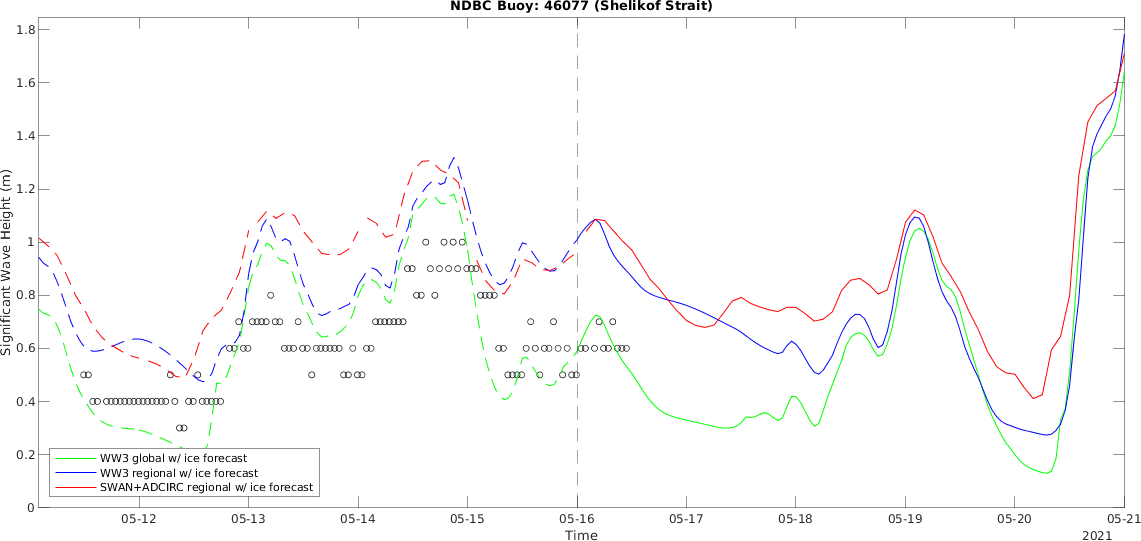 NDBC Buoy: 46077 (Shelikof Strait)
1.8
1.6
1.4
1.2
1
0.8
0.6
0.4
0.2
0
Significant Wave Height (m)
WW3 global w/ ice forecast
WW3 regional w/ ice forecast
SWAN+ADCIRC regional w/ ice forecast
05-12 05-13 05-14 05-15 05-16 05-17 05-18 05-19 05-20 05-21
Time
2021